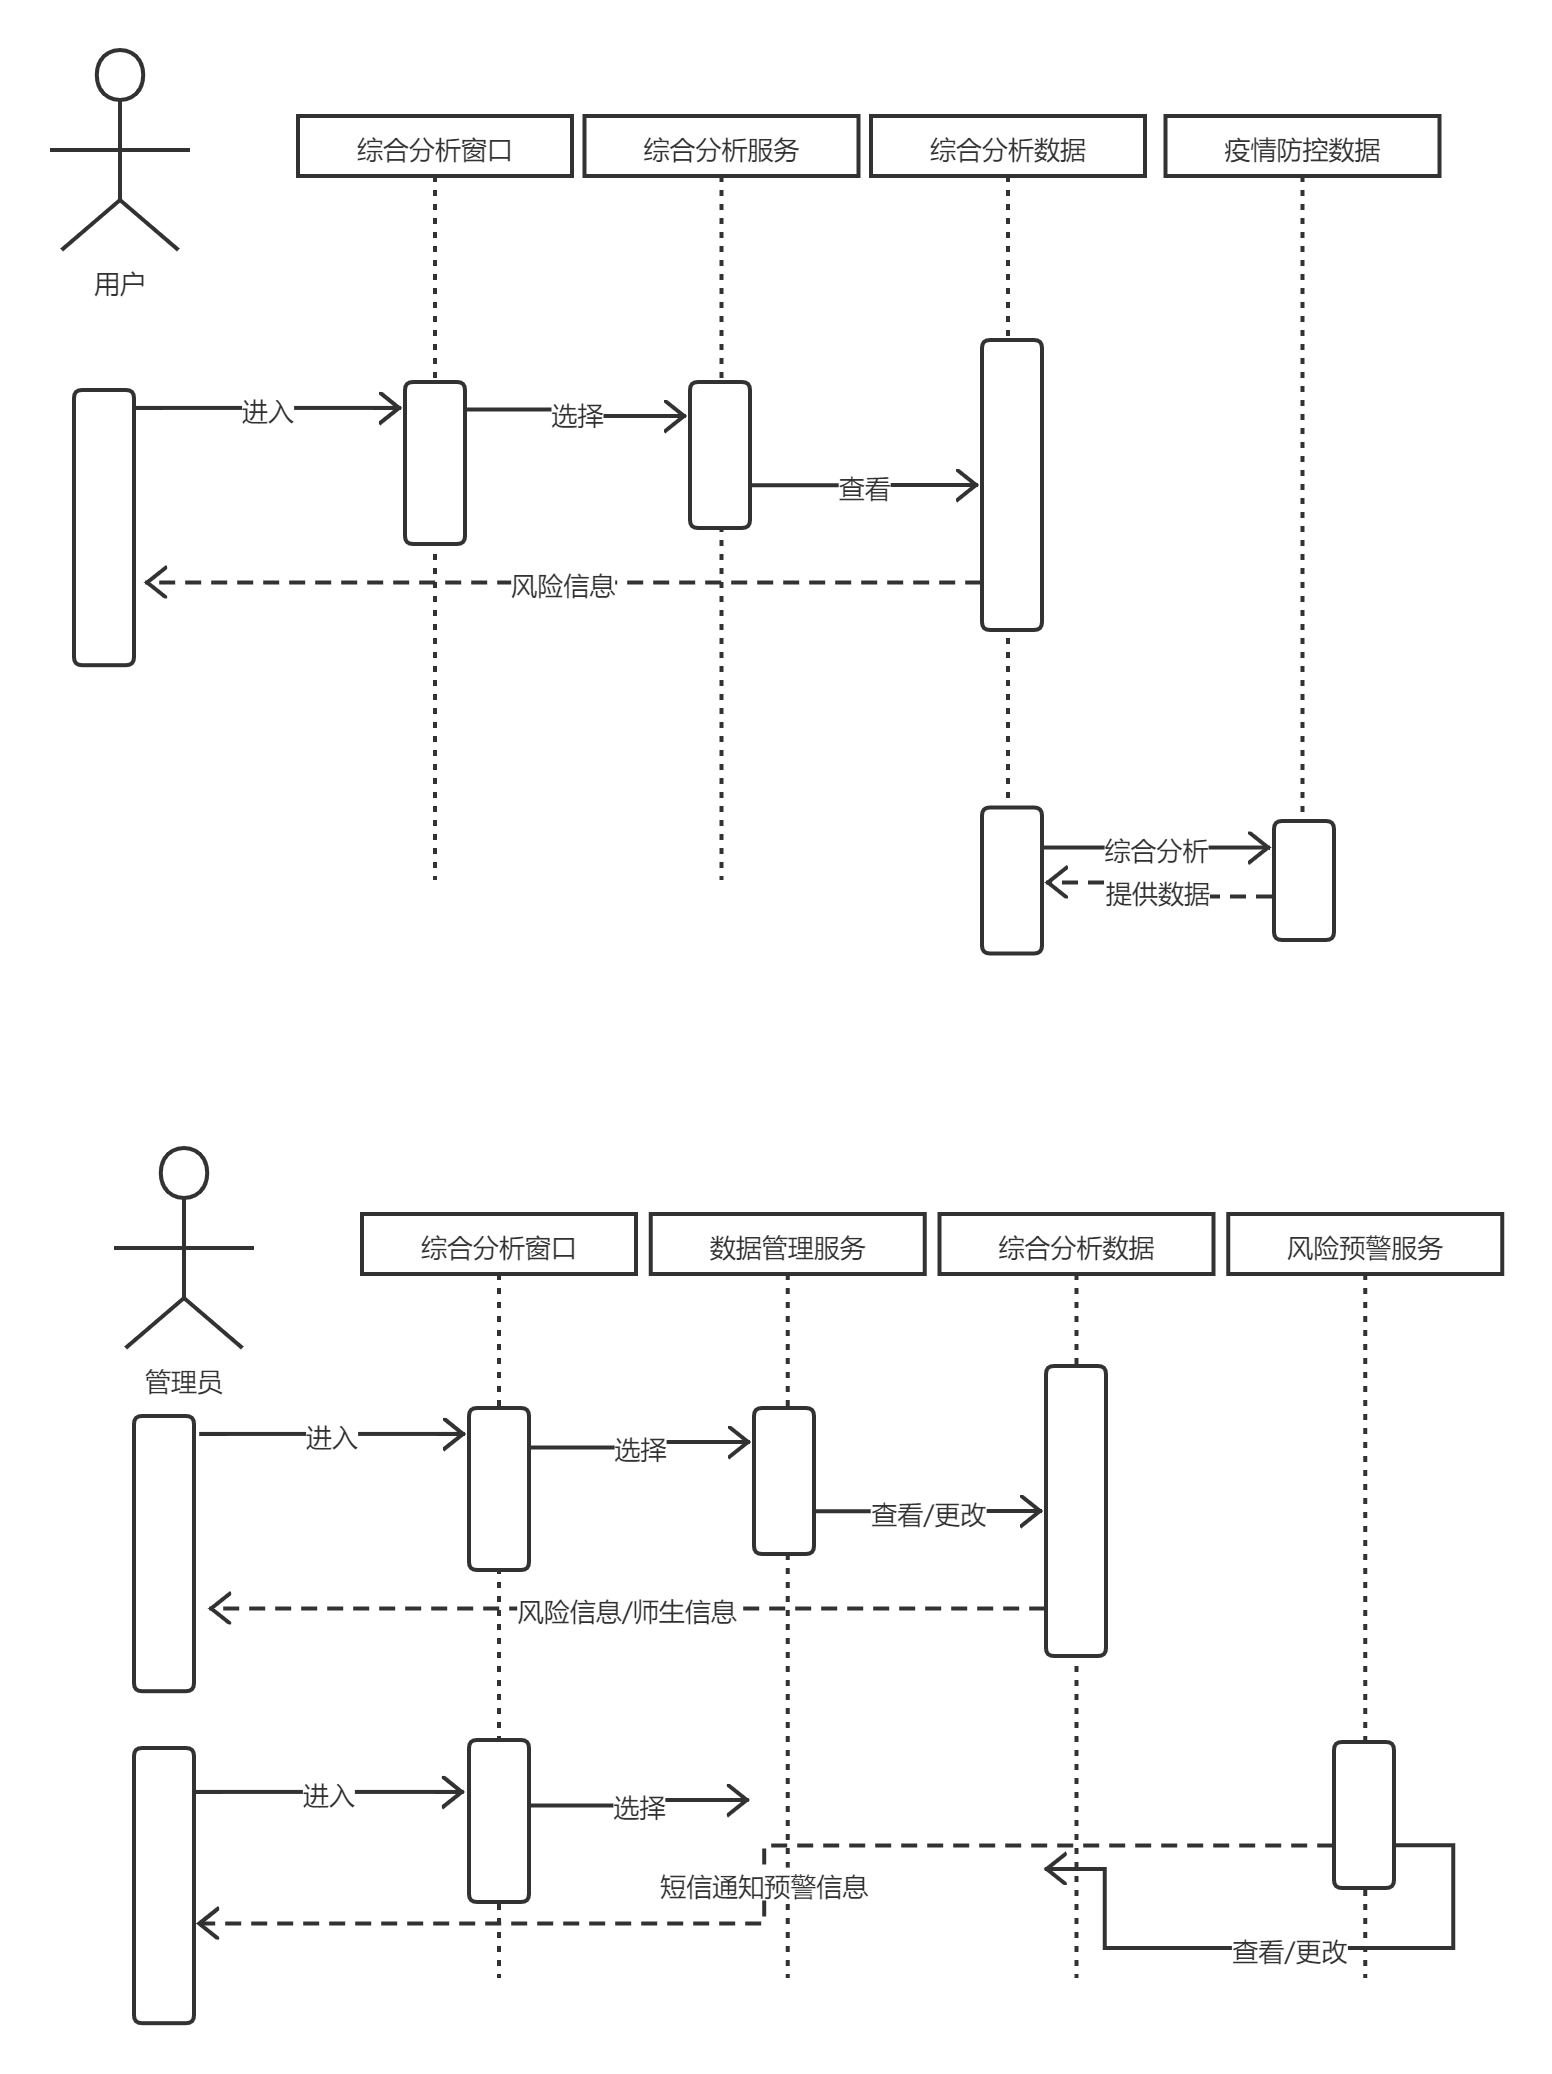 综合分析窗口
综合分析服务
综合分析数据
疫情防控数据
用户
进入
选择
查看
风险信息
综合分析
提供数据
综合分析窗口
数据管理服务
综合分析数据
风险预警服务
管理员
进入
选择
查看/更改
风险信息/师生信息
进入
选择
短信通知预警信息
查看/更改